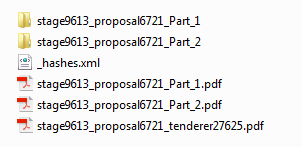 stage9613_proposal6721_Part_1
stage9613_proposal6721_Part_2
_hashes.xml
stage9613_proposal6721_Part_1.pdf
stage9613_proposal6721_Part_2.pdf
stage9613_proposal6721_tenderer27625.pdf